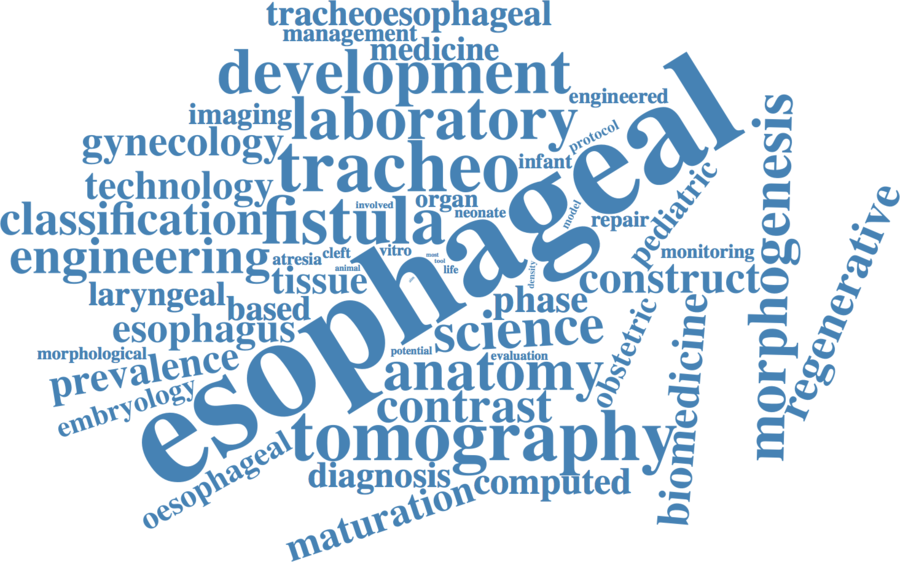 tracheoesophageal
management
medicine
development
engineered
imaging
laboratory
protocol
gynecology
tracheo
infant
technology
organ
pediatric
morphogenesis
classification
fistula
involved
neonate
model
repair
regenerative
engineering
atresia
cleft
vitro
most
tool
life
monitoring
animal
tissue
density
construct
laryngeal
based
phase
esophagus
science
obstetric
biomedicine
esophageal
morphological
potential
evaluation
prevalence
anatomy
embryology
contrast
tomography
oesophageal
diagnosis
computed
maturation